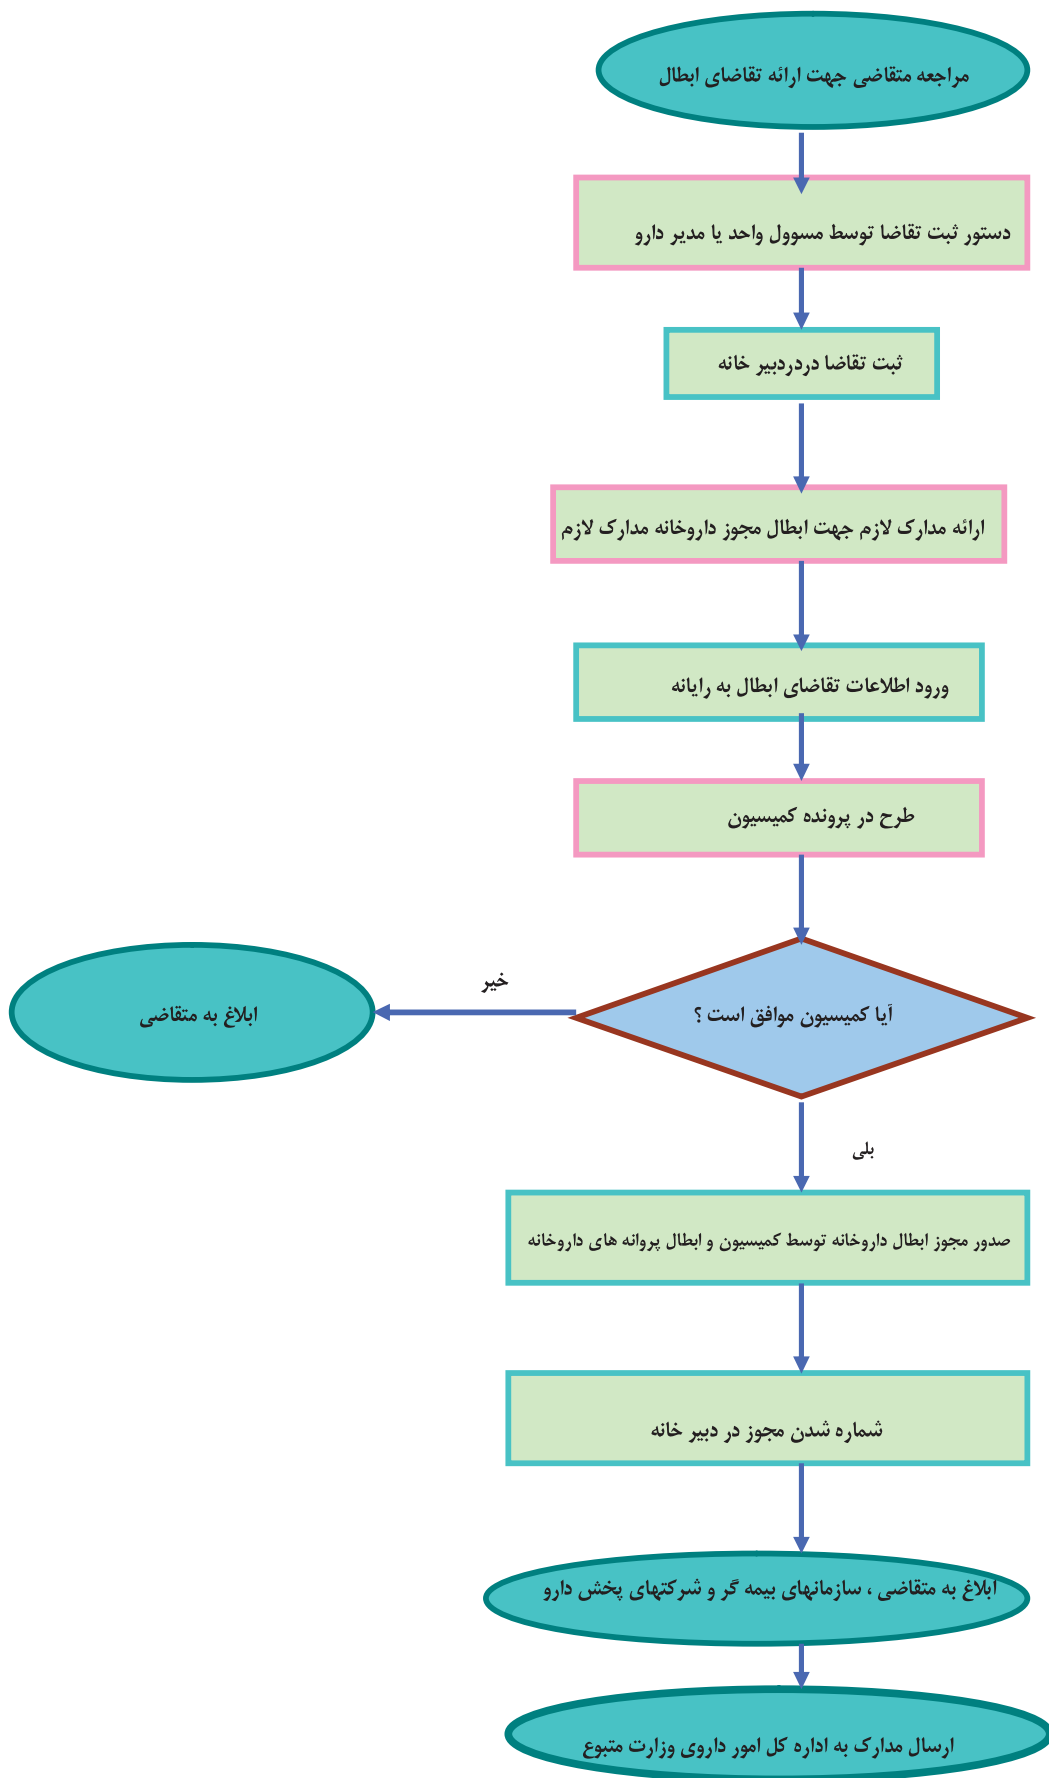 مراجعه متقاضی جهت ارائه تقاضای ابطال
دستور ثبت تقاضا توسط مسوول واحد یا مدیر دارو
ثبت تقاضا دردردبیر خانه
ارائه مدارک لازم جهت ابطال مجوز داروخانه مدارک لازم
ورود اطلاعات تقاضای ابطال به رایانه
طرح در پرونده کمیسیون
آیا کمیسیون موافق است ؟
خیر
ابلاغ به متقاضی
بلی
صدور مجوز ابطال داروخانه توسط کمیسیون و ابطال پروانه های داروخانه
شماره شدن مجوز در دبیر خانه
ابلاغ به متقاضی ، سازمانهای بیمه گر و شرکتهای پخش دارو
ارسال مدارک به اداره کل امور داروی وزارت متبوع